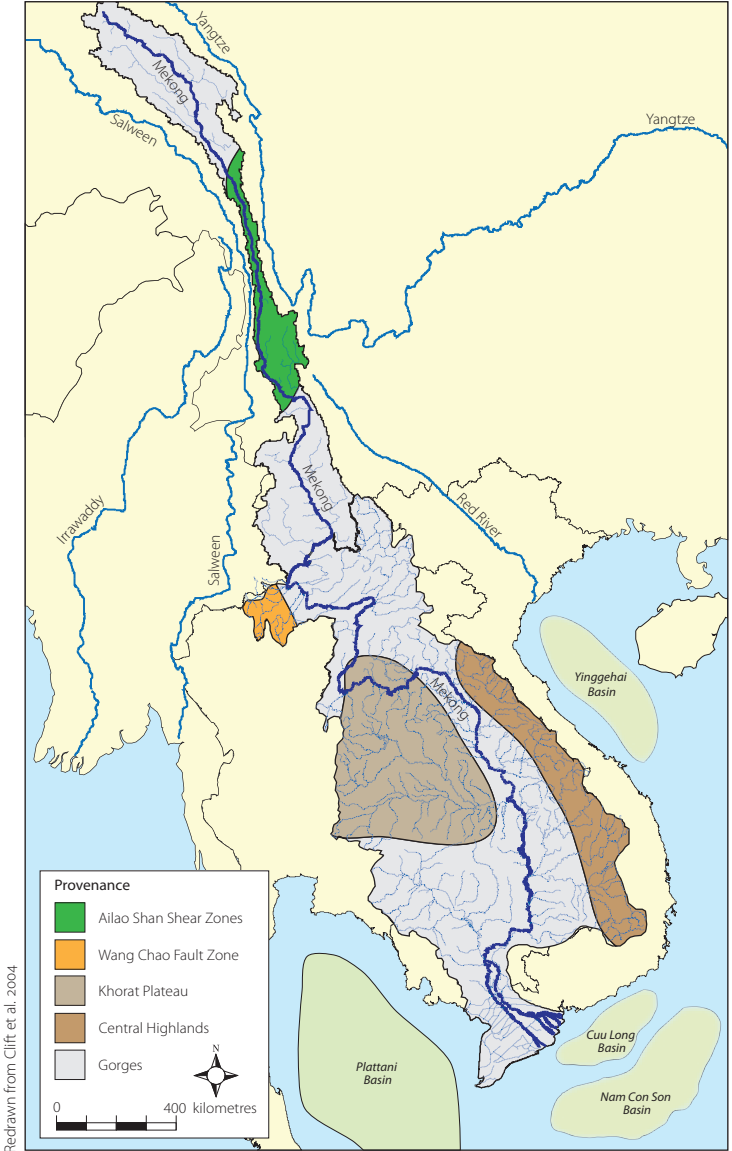 Yangtze
Mekong
Salween
Yangtze
Mekong
Red River
Irrawaddy
Salween
Yinggehai
Basin
Mekong
Provenance
Ailao Shan Shear Zones
Wang Chao Fault Zone
Khorat Plateau
Central Highlands
Gorges
N
0
400 kilometres
Plattani
Basin
Cuu Long
Basin
Nam Con Son
Basin
Redrawn from Clift et al. 2004